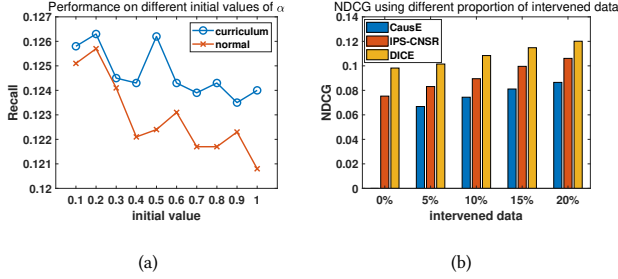 Performance on different initial values of α
0.127
0.126
0.125
0.124
0.123
0.122
0.121
0.12
Recall
curriculum
normal
0.1 0.2 0.3 0.4 0.5 0.6 0.7 0.8 0.9 1
initial value
(a)
NDCG using different proportion of intervened data
0.14
0.12
0.1
0.08
0.06
0.04
0.02
0
NDCG
CausE
IPS-CNSR
DICE
0% 5% 10% 15% 20%
intervened data
(b)